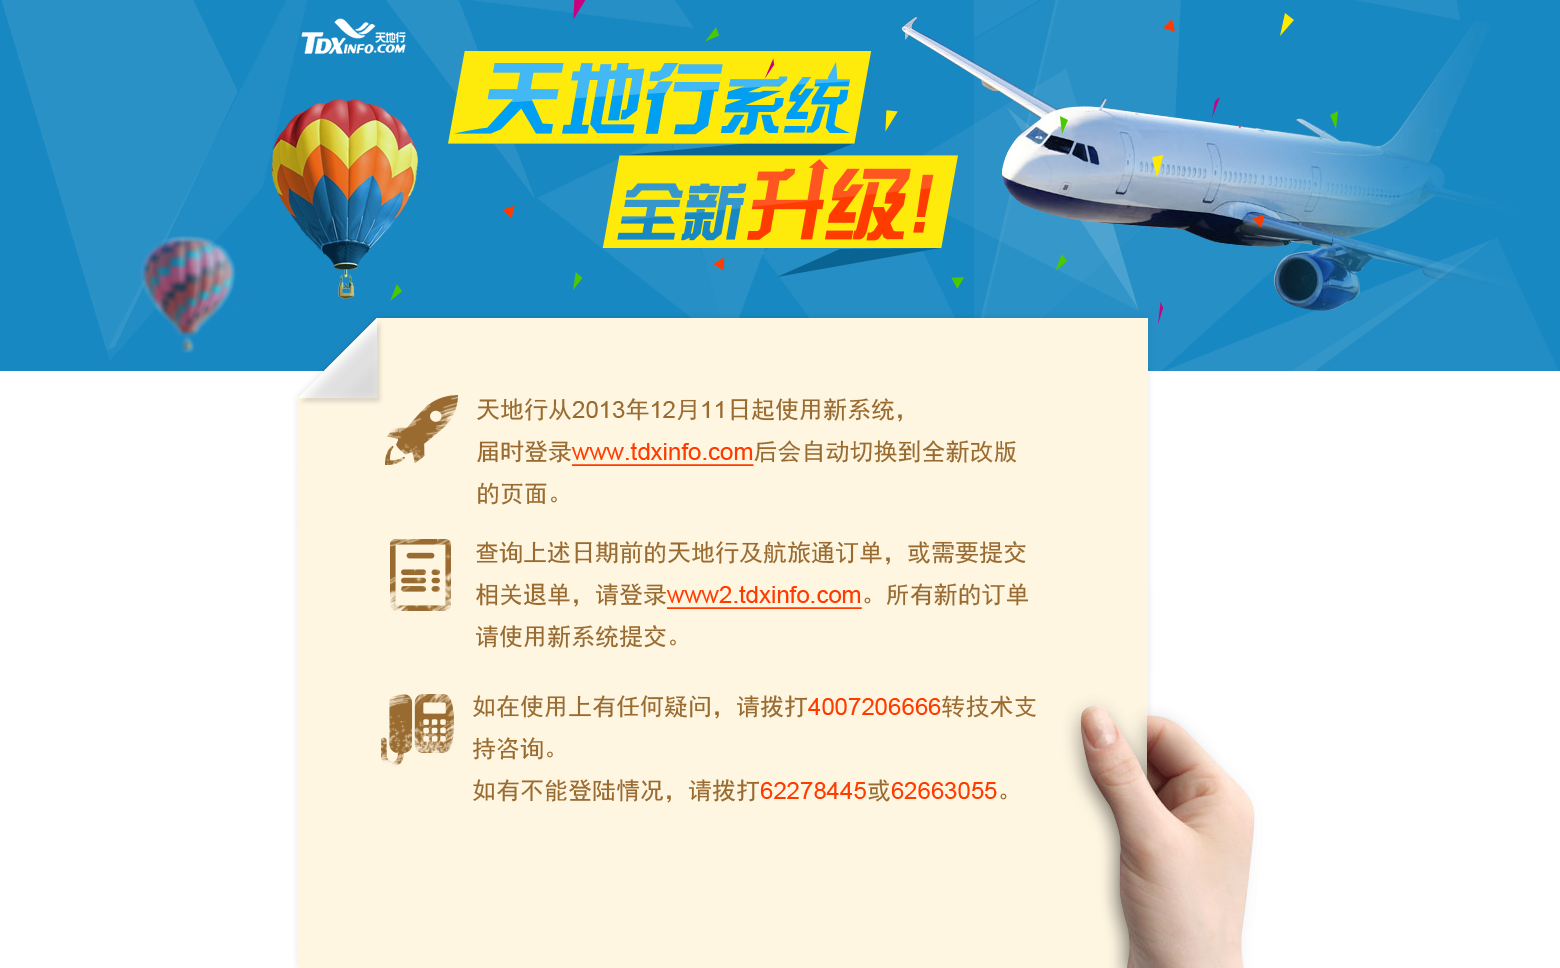 TDXINFO.COM 天地行
天地行系统
全新升级!
天地行从2013年12月11日起使用新系统，
届时登录www.tdxinfo.com后会自动切换到全新改版
的页面。
查询上述日期前的天地行及航旅通订单，或需要提交
相关退单，请登录www2.tdxinfo.com。所有新的订单
请使用新系统提交。
如在使用上有任何疑问，请拨打4007206666转技术支
持咨询。
如有不能登陆情况，请拨打62278445或62663055。